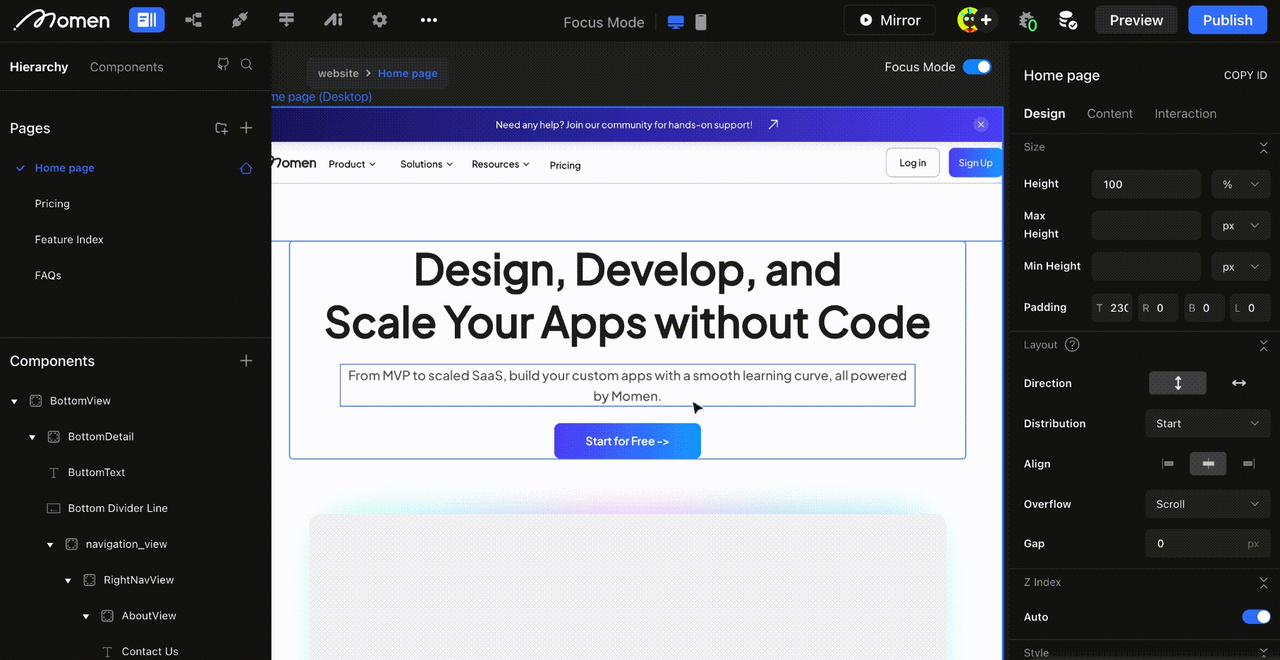 Momen
Focus Mode
Mirror
0
Preview
Publish
Hierarchy
Components
Pages
Home page
Pricing
Feature Index
FAQs
Components
BottomView
BottomDetail
ButtomText
Bottom Divider Line
navigation_view
RightNavView
AboutView
Contact Us
website > Home page
Focus Mode
me page (Desktop)
Need any help? Join our community for hands-on support!
Momen
Product
Solutions
Resources
Pricing
Log in
Sign Up
Design, Develop, and
Scale Your Apps without Code
From MVP to scaled SaaS, build your custom apps with a smooth learning curve, all powered
by Momen.
Start for Free ->
Home page
COPY ID
Design
Content
Interaction
Size
Height
100
%
Max
Height
px
Min Height
px
Padding
T 230
R 0
B 0
L 0
Layout ?
Direction
Distribution
Start
Align
Overflow
Scroll
Gap
0
px
Z Index
Auto
Style